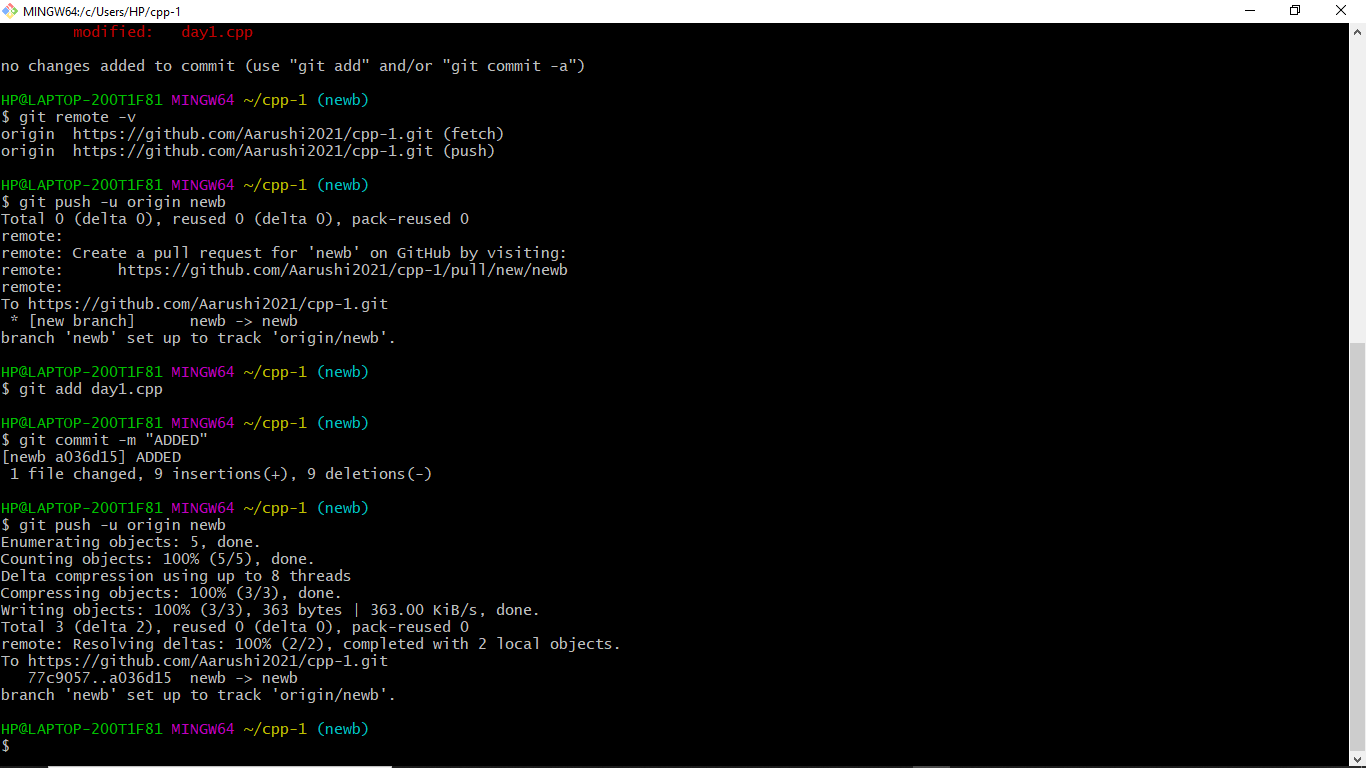 MINGW64:/c/Users/HP/cpp-1
        modified:   day1.cpp

no changes added to commit (use "git add" and/or "git commit -a")

HP@LAPTOP-200T1F81 MINGW64 ~/cpp-1 (newb)
$ git remote -v
origin  https://github.com/Aarushi2021/cpp-1.git (fetch)
origin  https://github.com/Aarushi2021/cpp-1.git (push)

HP@LAPTOP-200T1F81 MINGW64 ~/cpp-1 (newb)
$ git push -u origin newb
Total 0 (delta 0), reused 0 (delta 0), pack-reused 0
remote:
remote: Create a pull request for 'newb' on GitHub by visiting:
remote:      https://github.com/Aarushi2021/cpp-1/pull/new/newb
remote:
To https://github.com/Aarushi2021/cpp-1.git
 * [new branch]      newb -> newb
branch 'newb' set up to track 'origin/newb'.

HP@LAPTOP-200T1F81 MINGW64 ~/cpp-1 (newb)
$ git add day1.cpp

HP@LAPTOP-200T1F81 MINGW64 ~/cpp-1 (newb)
$ git commit -m "ADDED"
[newb a036d15] ADDED
 1 file changed, 9 insertions(+), 9 deletions(-)

HP@LAPTOP-200T1F81 MINGW64 ~/cpp-1 (newb)
$ git push -u origin newb
Enumerating objects: 5, done.
Counting objects: 100% (5/5), done.
Delta compression using up to 8 threads
Compressing objects: 100% (3/3), done.
Writing objects: 100% (3/3), 363 bytes | 363.00 KiB/s, done.
Total 3 (delta 2), reused 0 (delta 0), pack-reused 0
remote: Resolving deltas: 100% (2/2), completed with 2 local objects.
To https://github.com/Aarushi2021/cpp-1.git
   77c9057..a036d15  newb -> newb
branch 'newb' set up to track 'origin/newb'.

HP@LAPTOP-200T1F81 MINGW64 ~/cpp-1 (newb)
$